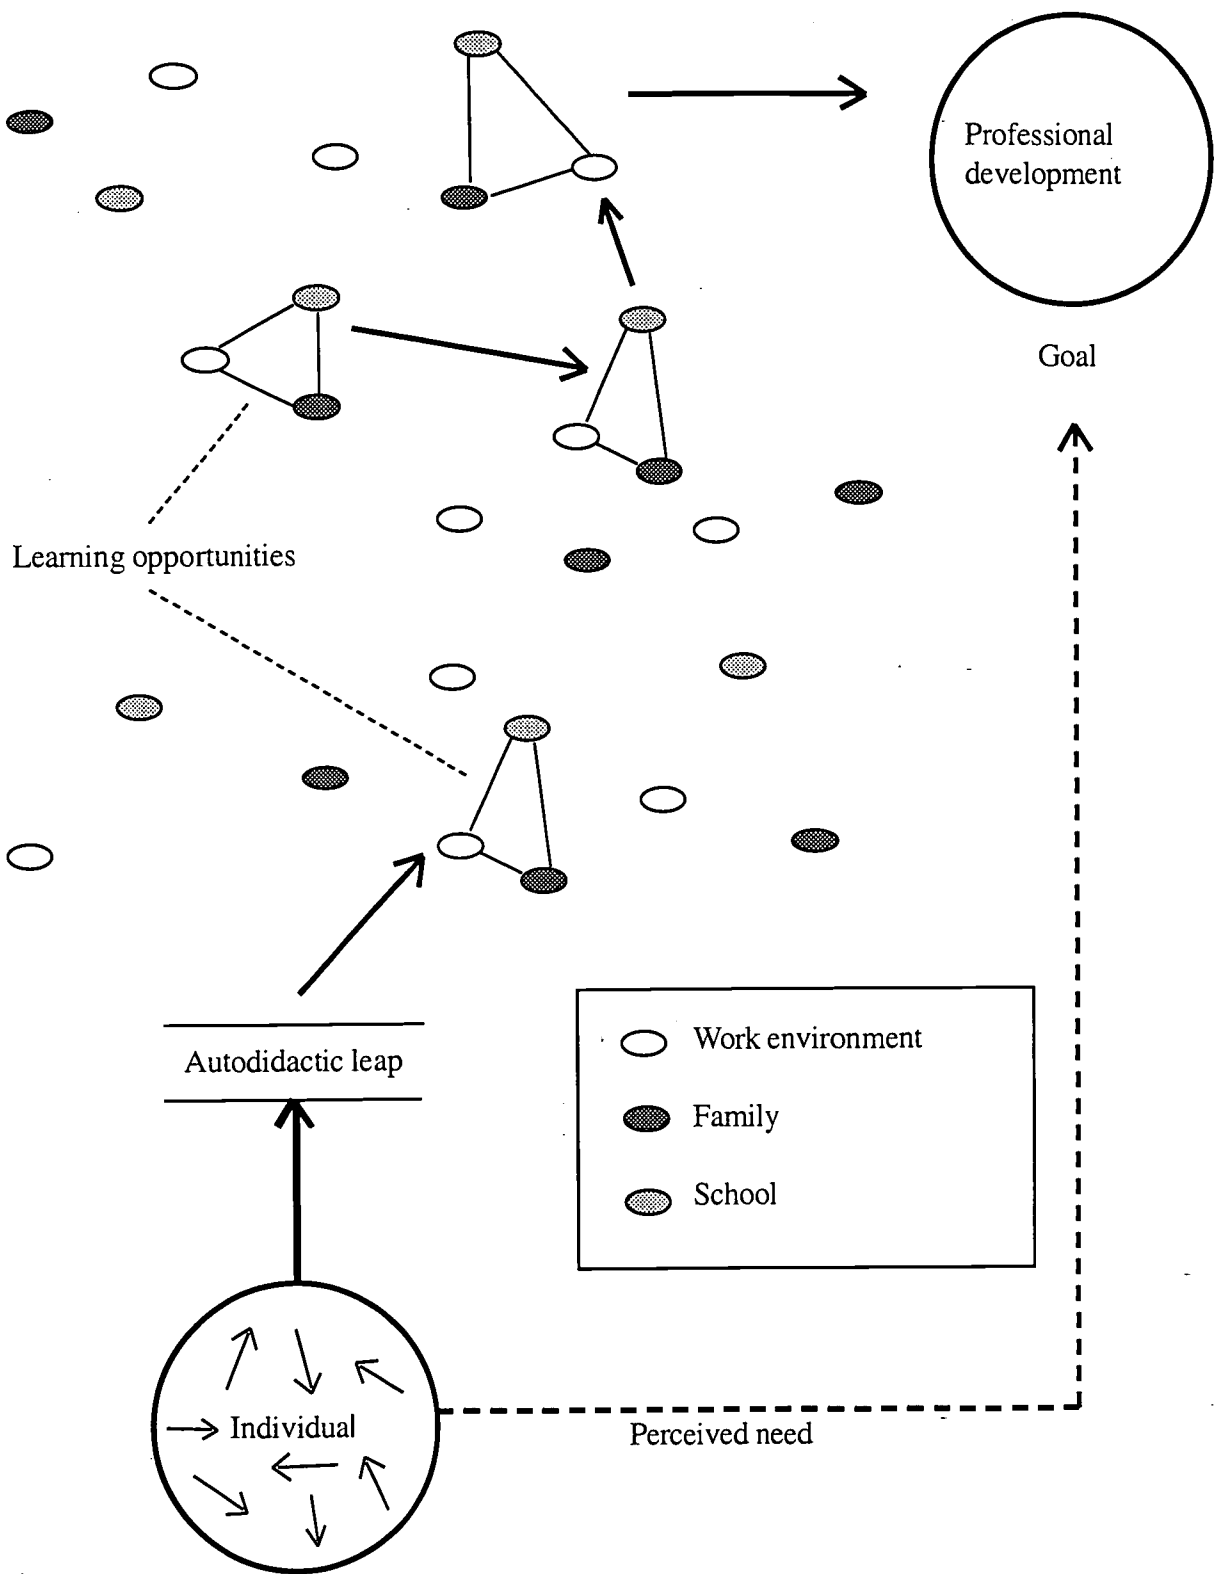 Professional
development
Goal
Learning opportunities
Autodidactic leap
Work environment
Family
School
Individual
Perceived need